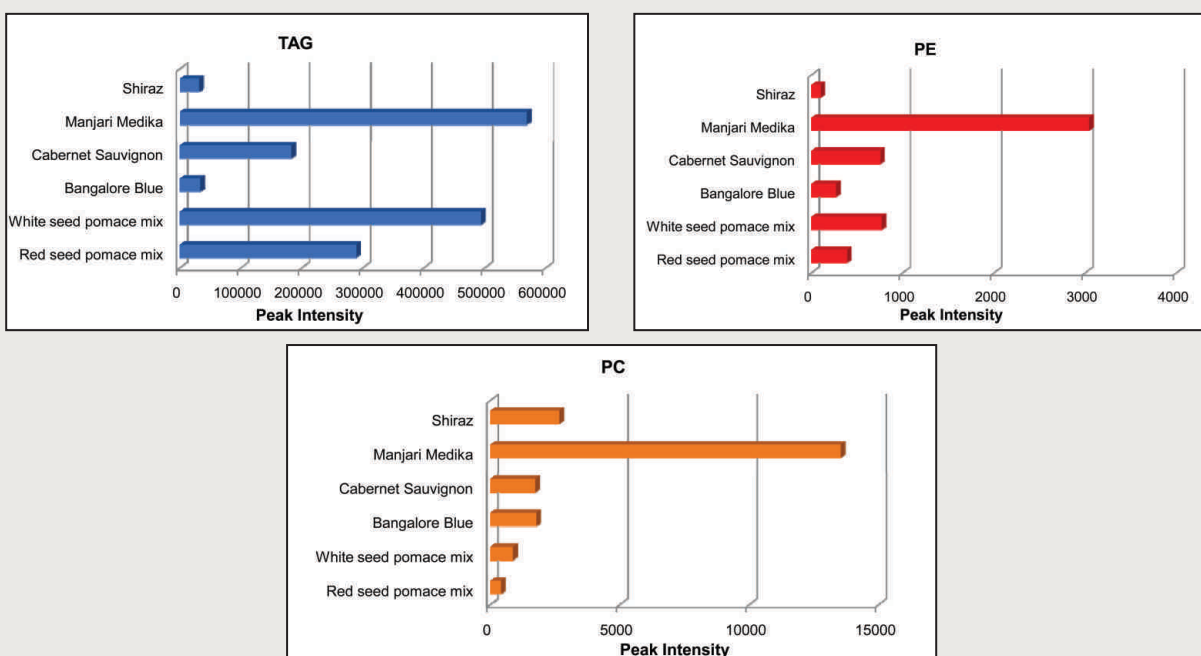 TAG
Shiraz
Manjari Medika
Cabernet Sauvignon
Bangalore Blue
White seed pomace mix
Red seed pomace mix
0 100000 200000 300000 400000 500000 600000
Peak Intensity
PE
Shiraz
Manjari Medika
Cabernet Sauvignon
Bangalore Blue
White seed pomace mix
Red seed pomace mix
0 1000 2000 3000 4000
Peak Intensity
PC
Shiraz
Manjari Medika
Cabernet Sauvignon
Bangalore Blue
White seed pomace mix
Red seed pomace mix
0 5000 10000 15000
Peak Intensity